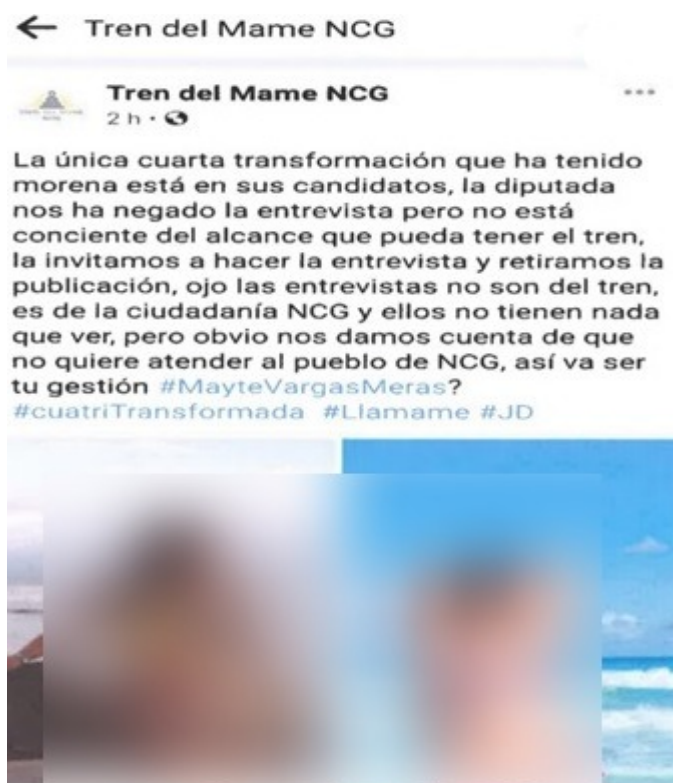 Tren del Mame NCG
Tren del Mame NCG
2 h ·
La única cuarta transformación que ha tenido
morena está en sus candidatos, la diputada
nos ha negado la entrevista pero no está
conciente del alcance que pueda tener el tren,
la invitamos a hacer la entrevista y retiramos la
publicación, ojo las entrevistas no son del tren,
es de la ciudadanía NCG y ellos no tienen nada
que ver, pero obvio nos damos cuenta de que
no quiere atender al pueblo de NCG, así va ser
tu gestión #MayteVargasMeras?
#cuatriTransformada #Llamame #JD